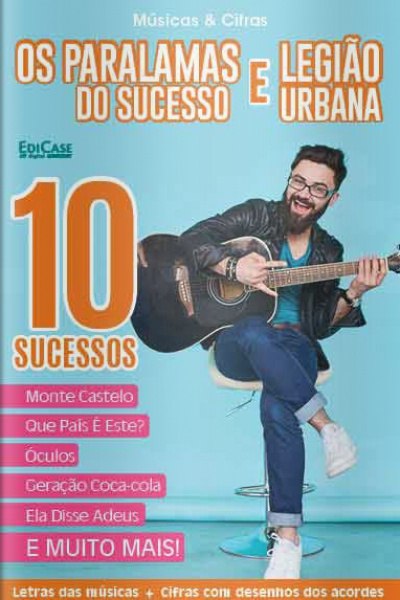 Músicas & Cifras
OS PARALAMAS
DO SUCESSO
E
LEGIÃO
URBANA
EDICASE
digital
10
SUCESSOS
Monte Castelo
Que País É Este?
Óculos
Geração Coca-cola
Ela Disse Adeus
E MUITO MAIS!
Letras das músicas + Cifras com desenhos dos acordes